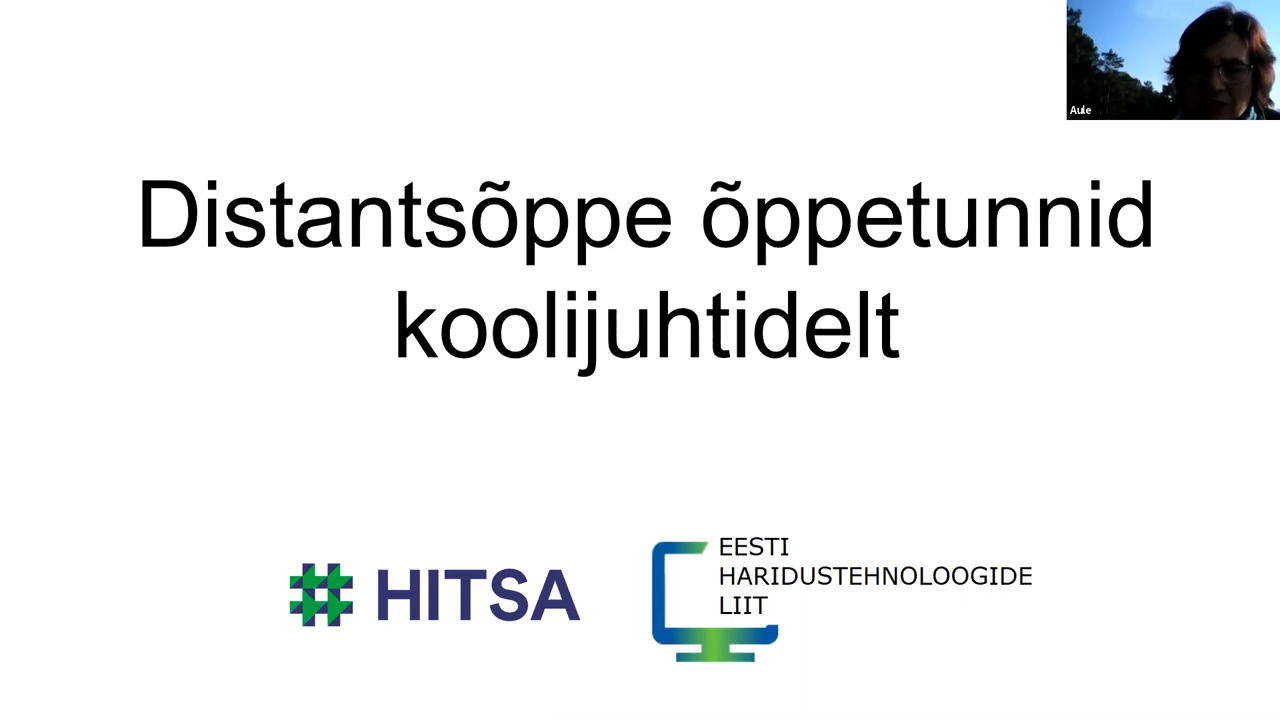 Aule
Distantsõppe õppetunnid
koolijuhtidelt
HITSA
EESTI
HARIDUSTEHNOLOOGIDE
LIIT